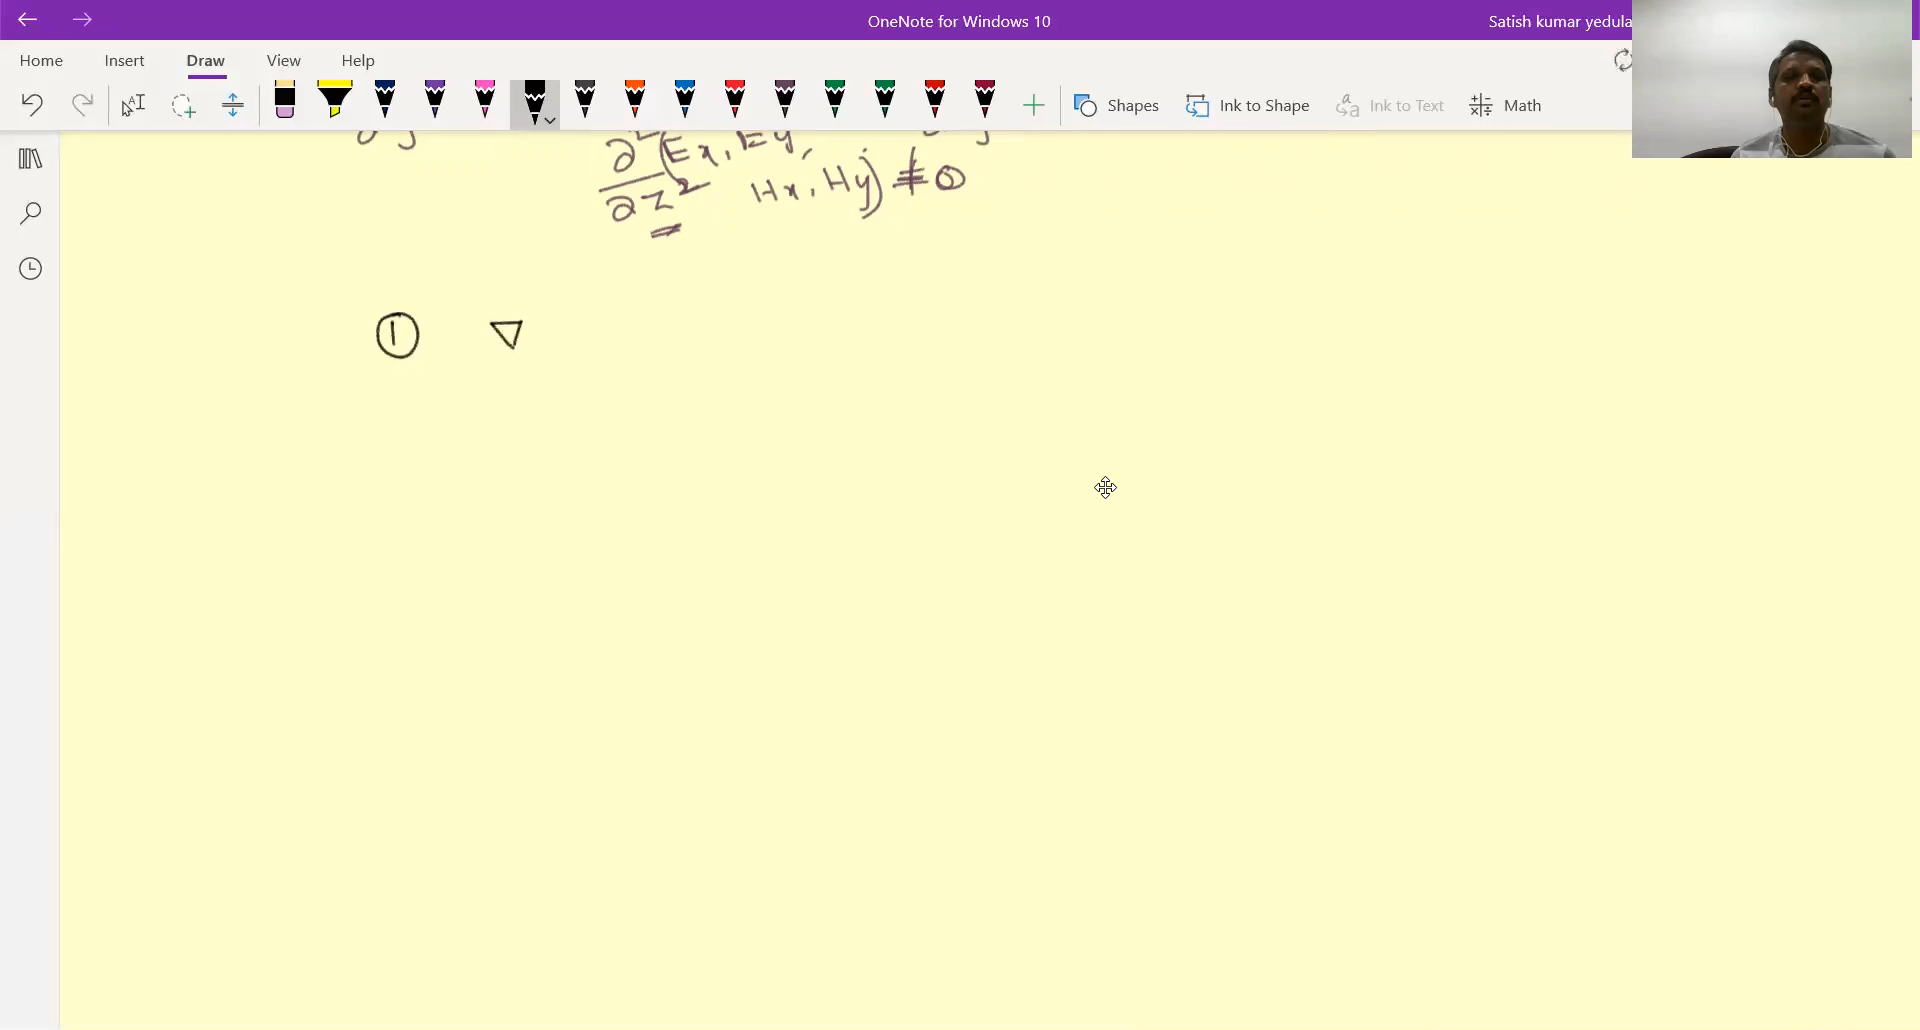 OneNote for Windows 10
Satish kumar yedula
Home Insert Draw View Help
Shapes Ink to Shape Ink to Text Math
∂²/∂z² (Ex, Ey,
Hx, Hy) ≠ 0
① ∇